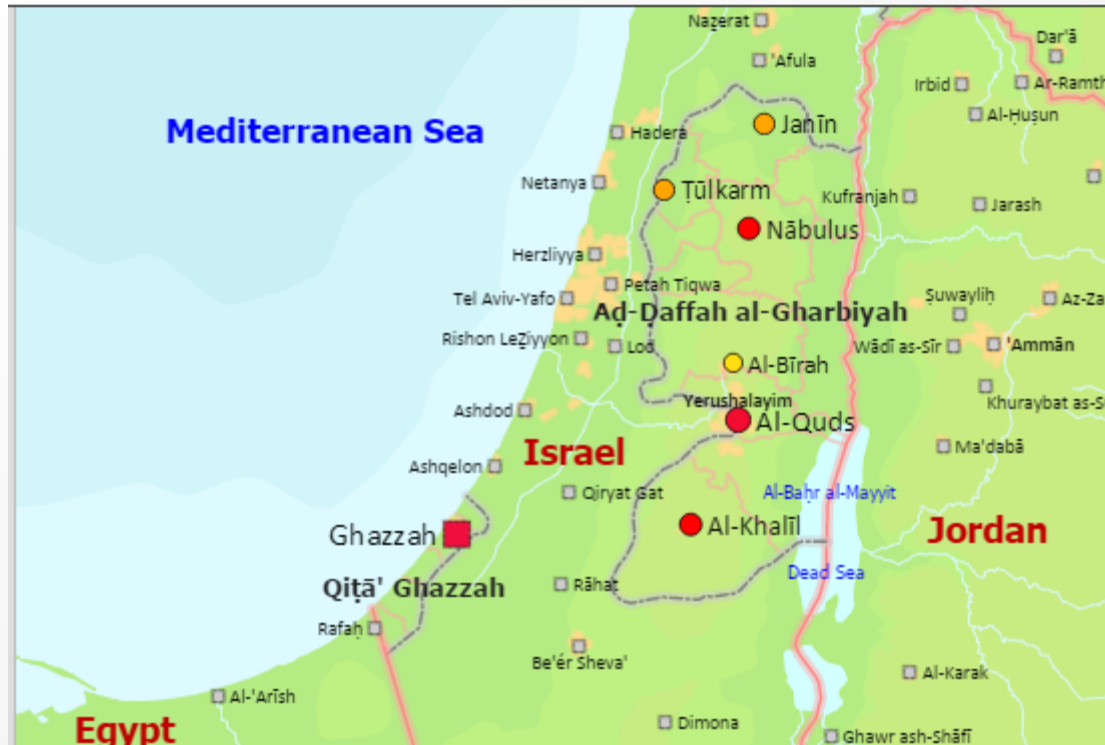 Nazerat
'Afula
Dar'ā
Irbid
Ar-Ramth
Al-Ḥuşun
Mediterranean Sea
Hadera
Janīn
Netanya
Ṭūlkarm
Kufranjah
Jarash
Nābulus
Herzliyya
Petah Tiqwa
Tel Aviv-Yafo
Aḍ-Ḍaffah al-Gharbiyah
Şuwayliḥ
Az-Za
Rishon LeẔiyyon
Lod
Wādī as-Sīr
'Ammān
Al-Bīrah
Khuraybat as-S
Yerushalayim
Ashdod
Al-Quds
Israel
Ma'dabā
Ashqelon
Qiryat Gat
Al-Baḥr al-Mayyit
Ghazzah
Al-Khalīl
Jordan
Dead Sea
Qiṭā' Ghazzah
Rāhat
Rafaḥ
Be'ér Sheva'
Al-'Arīsh
Al-Karak
Egypt
Dimona
Ghawr ash-Shāfī